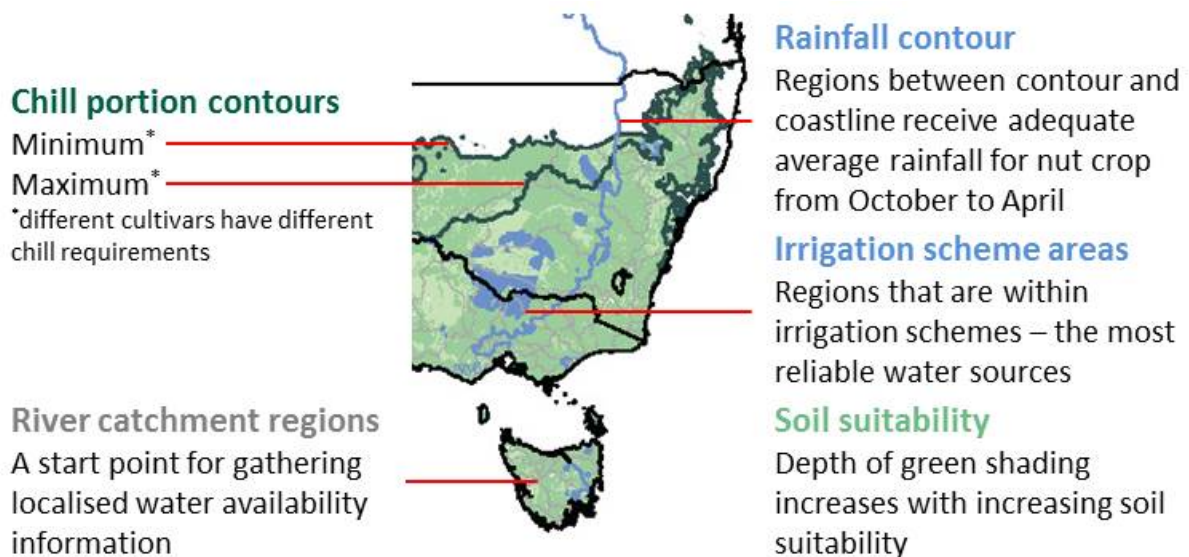 Chill portion contours
Minimum*
Maximum*
*different cultivars have different
chill requirements
River catchment regions
A start point for gathering
localised water availability
information
Rainfall contour
Regions between contour and
coastline receive adequate
average rainfall for nut crop
from October to April
Irrigation scheme areas
Regions that are within
irrigation schemes – the most
reliable water sources
Soil suitability
Depth of green shading
increases with increasing soil
suitability